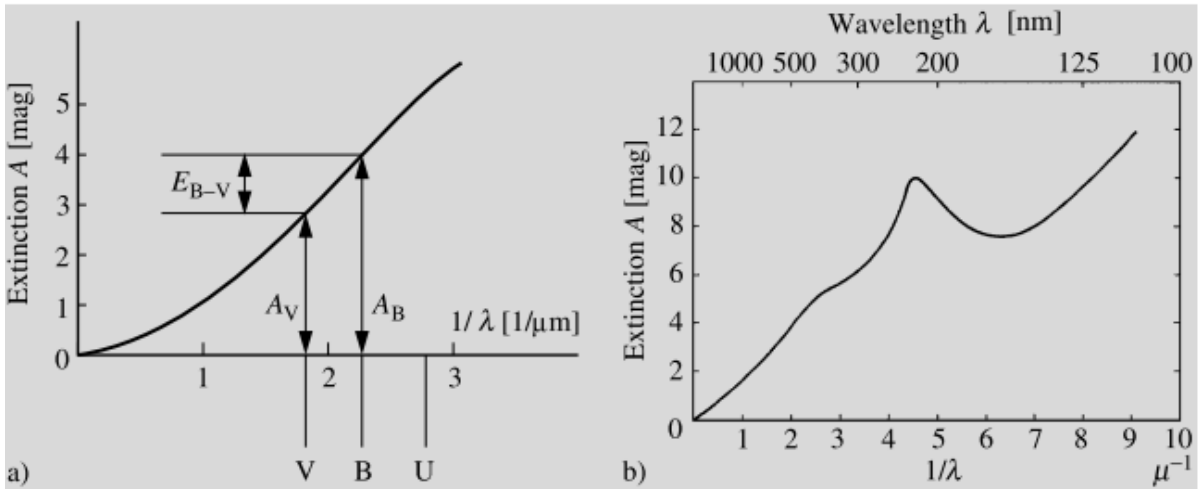 Extinction A [mag]
5
4
3
2
1
0
E_B–V
A_V
A_B
1/ λ [1/μm]
1 2 3
V B U
a)
Wavelength λ [nm]
1000 500 300 200 125 100
Extinction A [mag]
12
10
8
6
4
2
0
1 2 3 4 5 6 7 8 9 10
1/λ μ⁻¹
b)